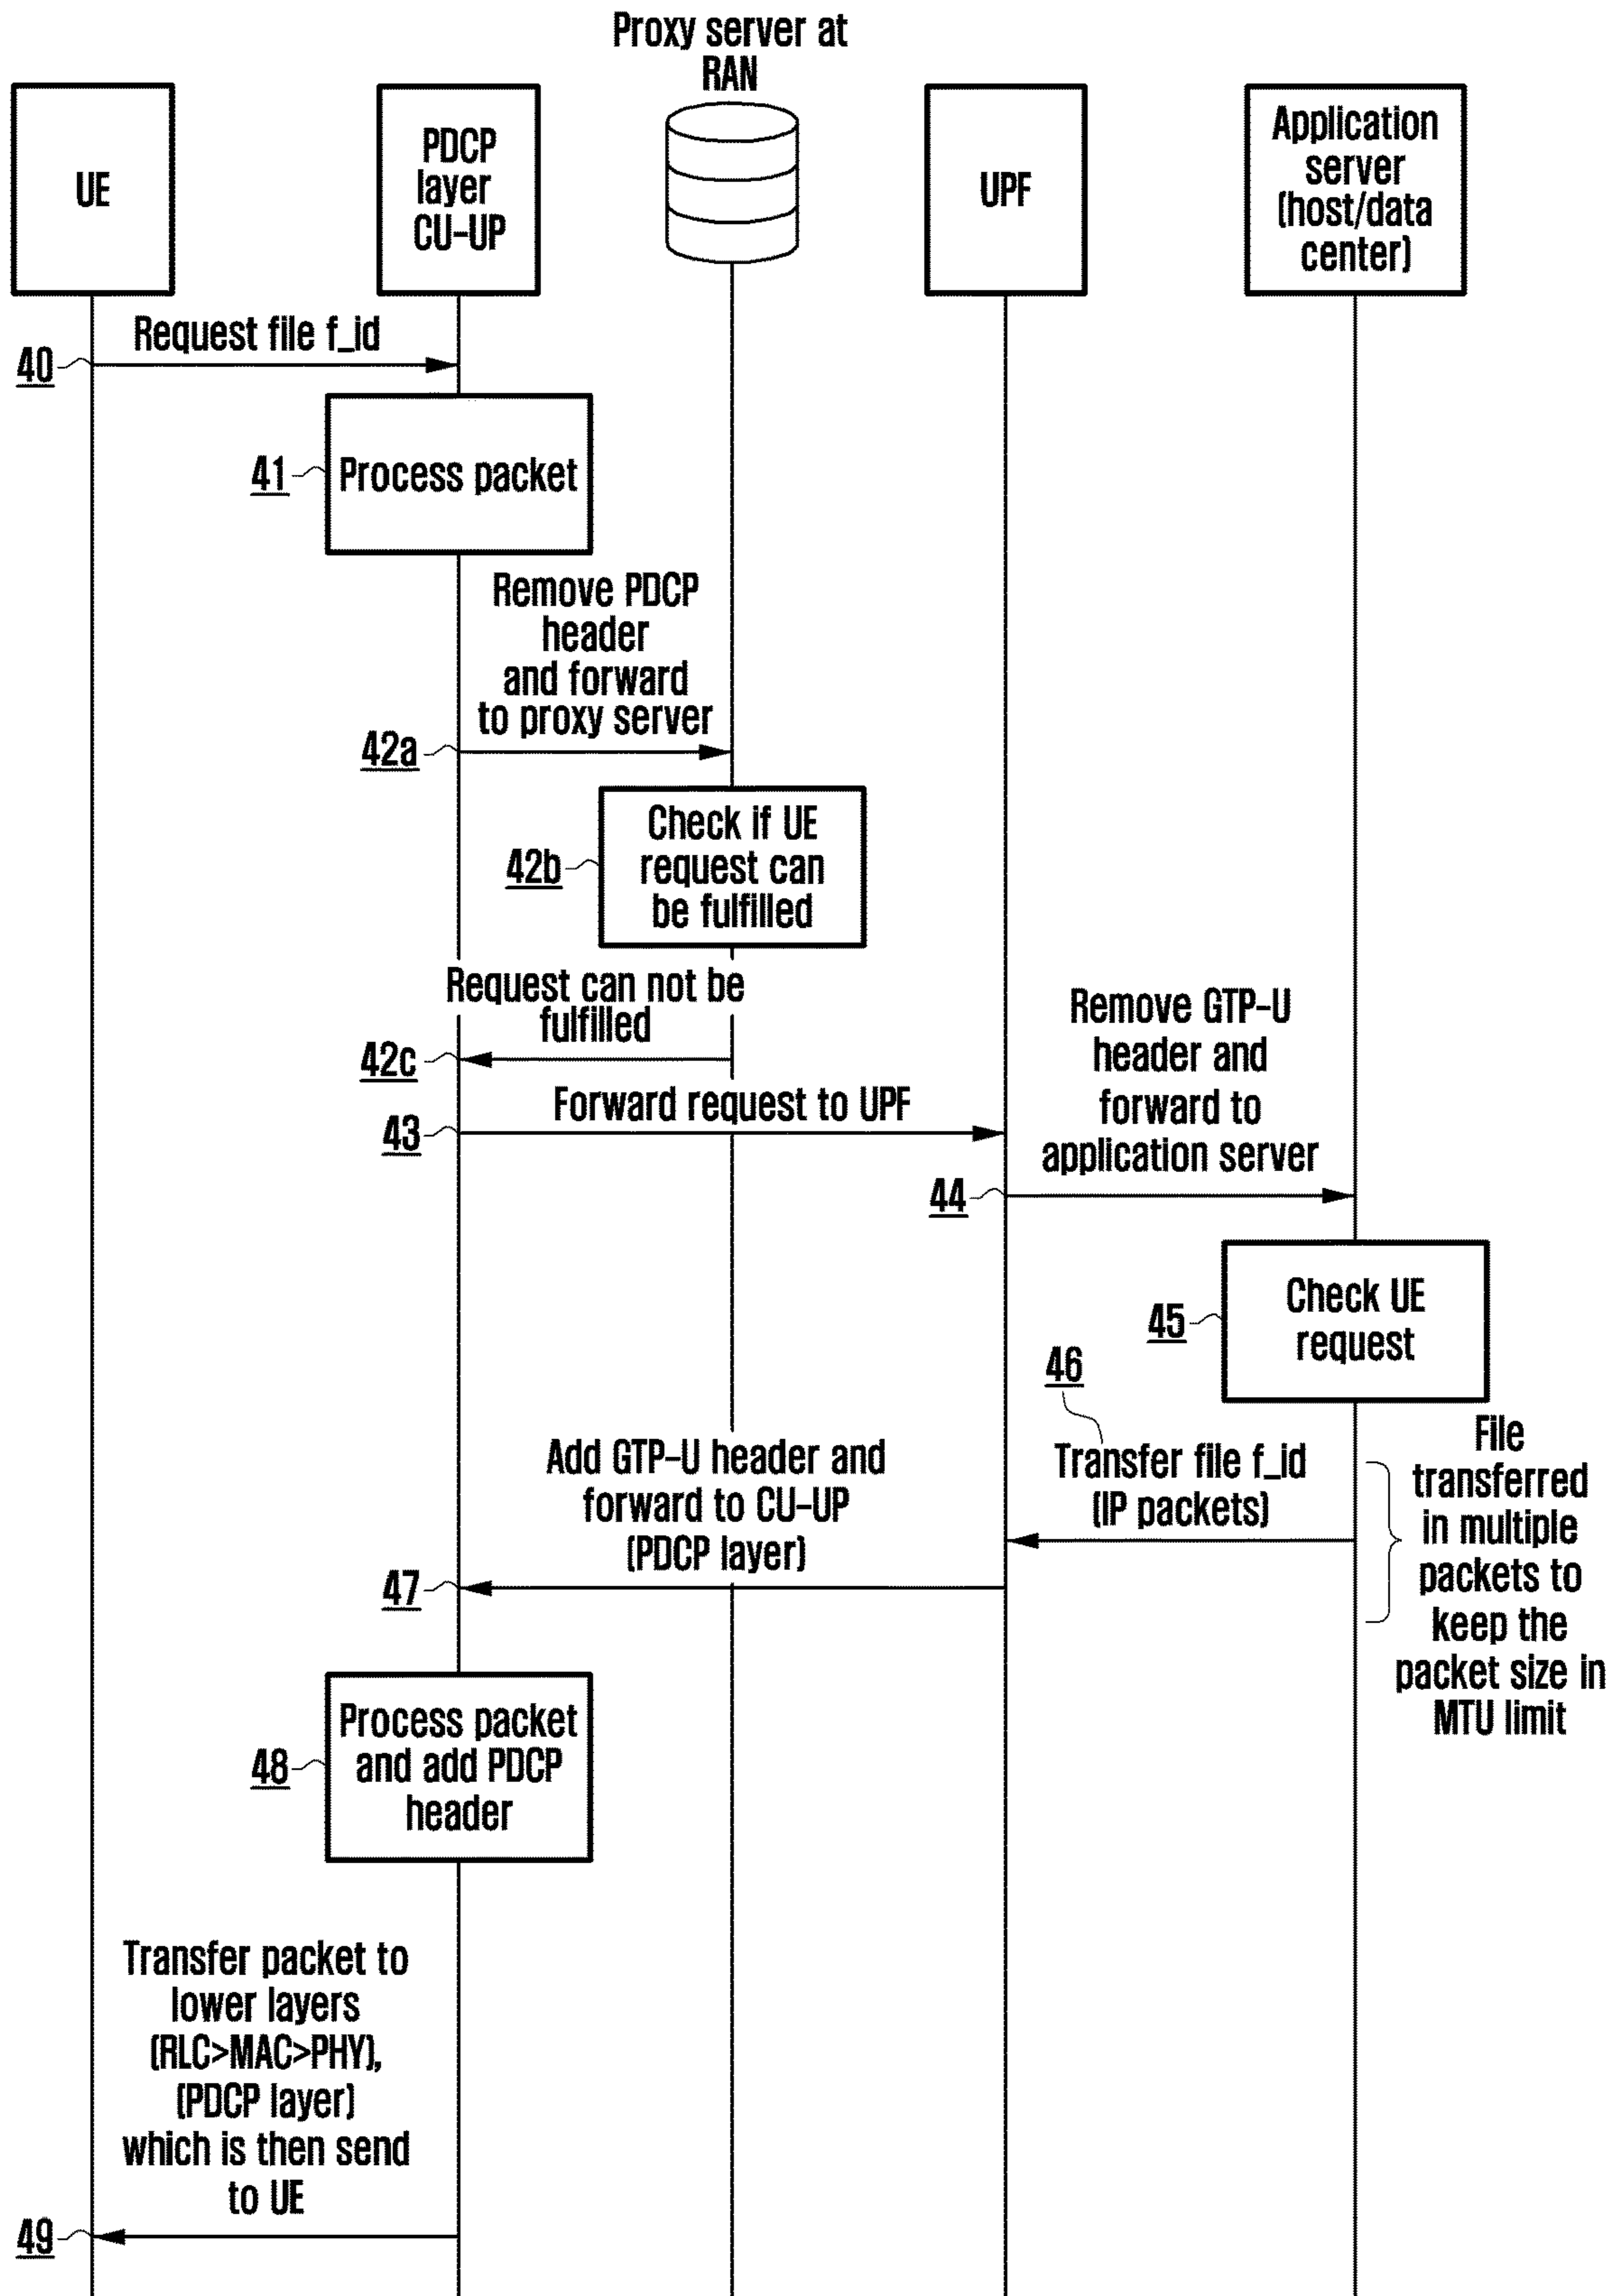 Proxy server at
RAN
UE
PDCP
layer
CU-UP
UPF
Application
server
(host/data
center)
Request file f_id
40
41
Process packet
Remove PDCP
header
and forward
to proxy server
42a
Check if UE
request can
be fulfilled
42b
Request can not be
fulfilled
42c
Forward request to UPF
43
Remove GTP-U
header and
forward to
application server
44
Check UE
request
45
46
Transfer file f_id
(IP packets)
File
transferred
in multiple
packets to
keep the
packet size in
MTU limit
Add GTP-U header and
forward to CU-UP
(PDCP layer)
47
Process packet
and add PDCP
header
48
Transfer packet to
lower layers
(RLC>MAC>PHY),
(PDCP layer)
which is then send
to UE
49